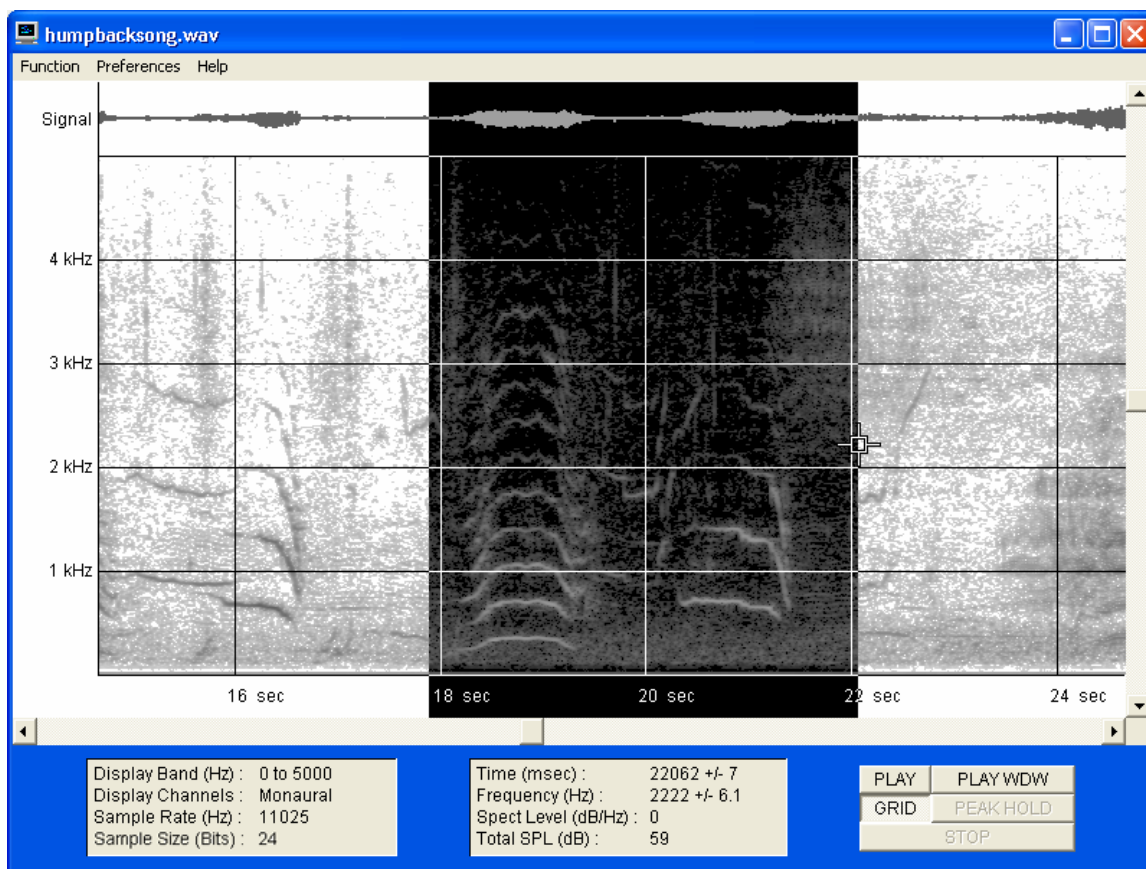 humpbacksong.wav
Function Preferences Help
Signal
4 kHz
3 kHz
2 kHz
1 kHz
16 sec 18 sec 20 sec 22 sec 24 sec
Display Band (Hz) : 0 to 5000
Display Channels : Monaural
Sample Rate (Hz) : 11025
Sample Size (Bits) : 24
Time (msec) : 22062 +/- 7
Frequency (Hz) : 2222 +/- 6.1
Spect Level (dB/Hz) : 0
Total SPL (dB) : 59
PLAY PLAY WDW
GRID PEAK HOLD
STOP